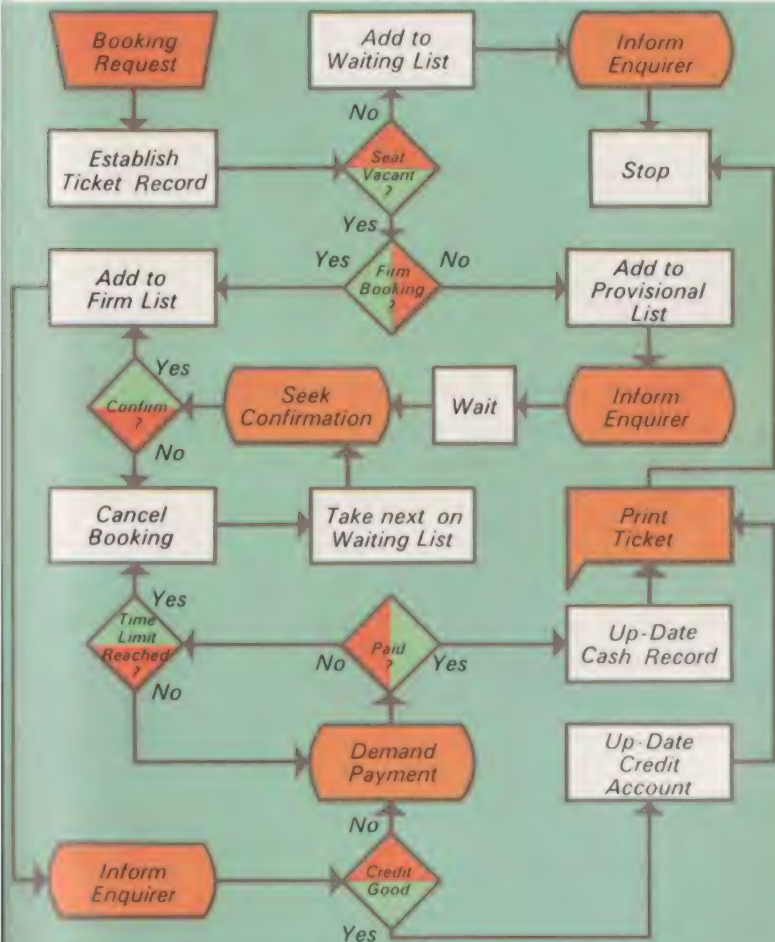 Booking
Request
Add to
Waiting List
Inform
Enquirer
No
Establish
Ticket Record
Seat
Vacant
?
Stop
Yes
Add to
Firm List
Yes
Firm
Booking
?
No
Add to
Provisional
List
Yes
Confirm
?
Seek
Confirmation
Wait
Inform
Enquirer
No
Cancel
Booking
Take next on
Waiting List
Print
Ticket
Yes
Time
Limit
Reached
?
No
Paid
?
No
Yes
Up-Date
Cash Record
Demand
Payment
Up-Date
Credit
Account
No
Inform
Enquirer
Credit
Good
Yes